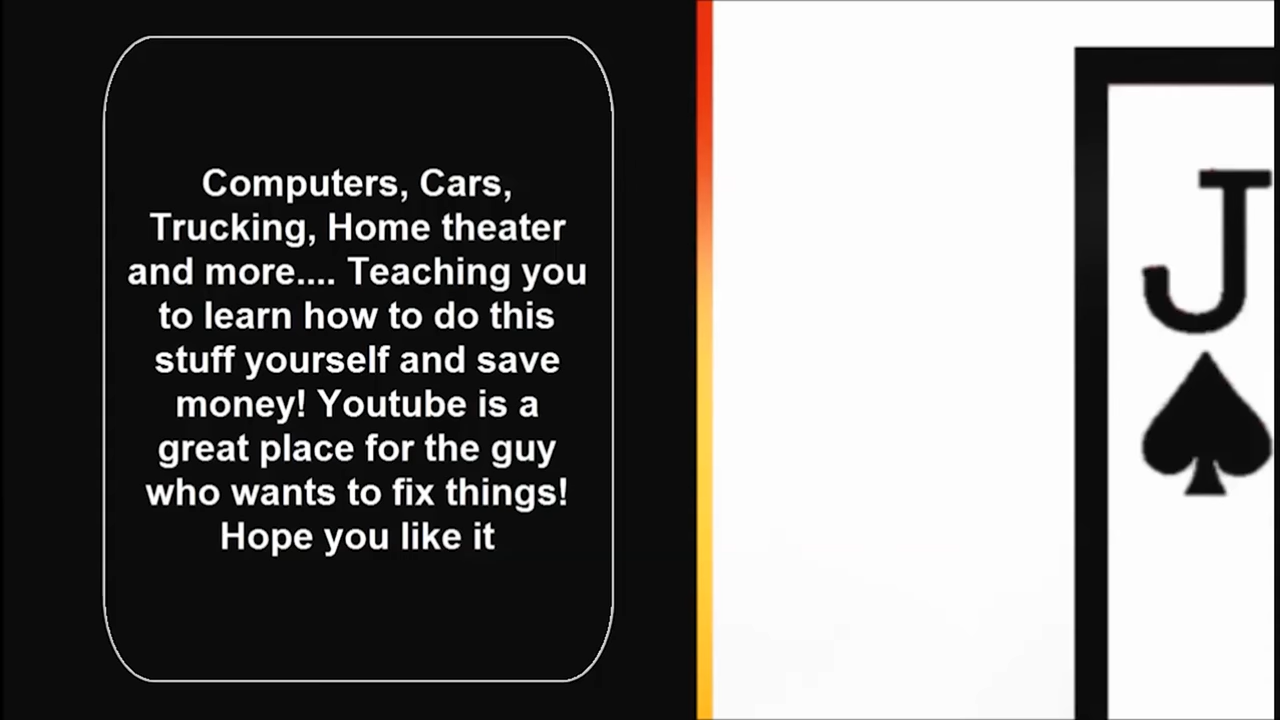 Computers, Cars,
Trucking, Home theater
and more.... Teaching you
to learn how to do this
stuff yourself and save
money! Youtube is a
great place for the guy
who wants to fix things!
Hope you like it
J